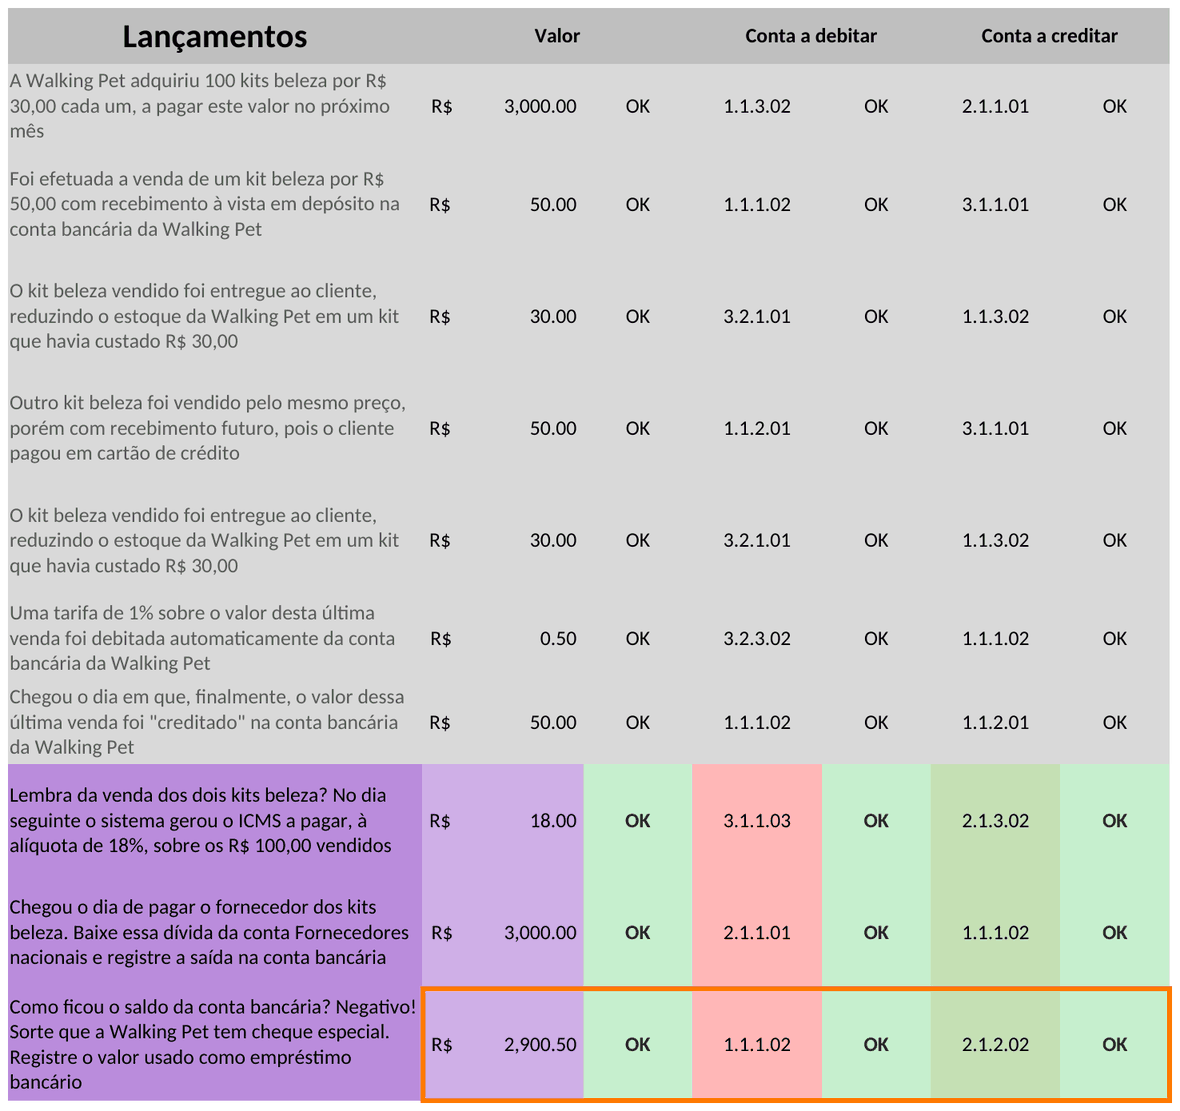 Lançamentos Valor Conta a debitar Conta a creditar
A Walking Pet adquiriu 100 kits beleza por R$
30,00 cada um, a pagar este valor no próximo
mês
R$ 3,000.00 OK 1.1.3.02 OK 2.1.1.01 OK
Foi efetuada a venda de um kit beleza por R$
50,00 com recebimento à vista em depósito na
conta bancária da Walking Pet
R$ 50.00 OK 1.1.1.02 OK 3.1.1.01 OK
O kit beleza vendido foi entregue ao cliente,
reduzindo o estoque da Walking Pet em um kit
que havia custado R$ 30,00
R$ 30.00 OK 3.2.1.01 OK 1.1.3.02 OK
Outro kit beleza foi vendido pelo mesmo preço,
porém com recebimento futuro, pois o cliente
pagou em cartão de crédito
R$ 50.00 OK 1.1.2.01 OK 3.1.1.01 OK
O kit beleza vendido foi entregue ao cliente,
reduzindo o estoque da Walking Pet em um kit
que havia custado R$ 30,00
R$ 30.00 OK 3.2.1.01 OK 1.1.3.02 OK
Uma tarifa de 1% sobre o valor desta última
venda foi debitada automaticamente da conta
bancária da Walking Pet
R$ 0.50 OK 3.2.3.02 OK 1.1.1.02 OK
Chegou o dia em que, finalmente, o valor dessa
última venda foi "creditado" na conta bancária
da Walking Pet
R$ 50.00 OK 1.1.1.02 OK 1.1.2.01 OK
Lembra da venda dos dois kits beleza? No dia
seguinte o sistema gerou o ICMS a pagar, à
alíquota de 18%, sobre os R$ 100,00 vendidos
R$ 18.00 OK 3.1.1.03 OK 2.1.3.02 OK
Chegou o dia de pagar o fornecedor dos kits
beleza. Baixe essa dívida da conta Fornecedores
nacionais e registre a saída na conta bancária
R$ 3,000.00 OK 2.1.1.01 OK 1.1.1.02 OK
Como ficou o saldo da conta bancária? Negativo!
Sorte que a Walking Pet tem cheque especial.
Registre o valor usado como empréstimo
bancário
R$ 2,900.50 OK 1.1.1.02 OK 2.1.2.02 OK